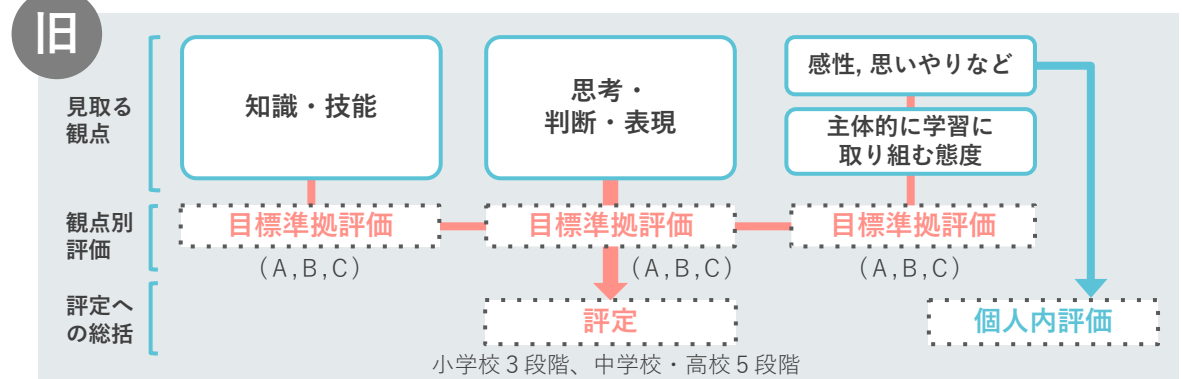 旧
見取る
観点
知識・技能
思考・
判断・表現
感性, 思いやりなど
主体的に学習に
取り組む態度
観点別
評価
目標準拠評価
目標準拠評価
目標準拠評価
(A,B,C)
(A,B,C)
(A,B,C)
評定へ
の総括
評定
個人内評価
小学校3段階、中学校・高校5段階